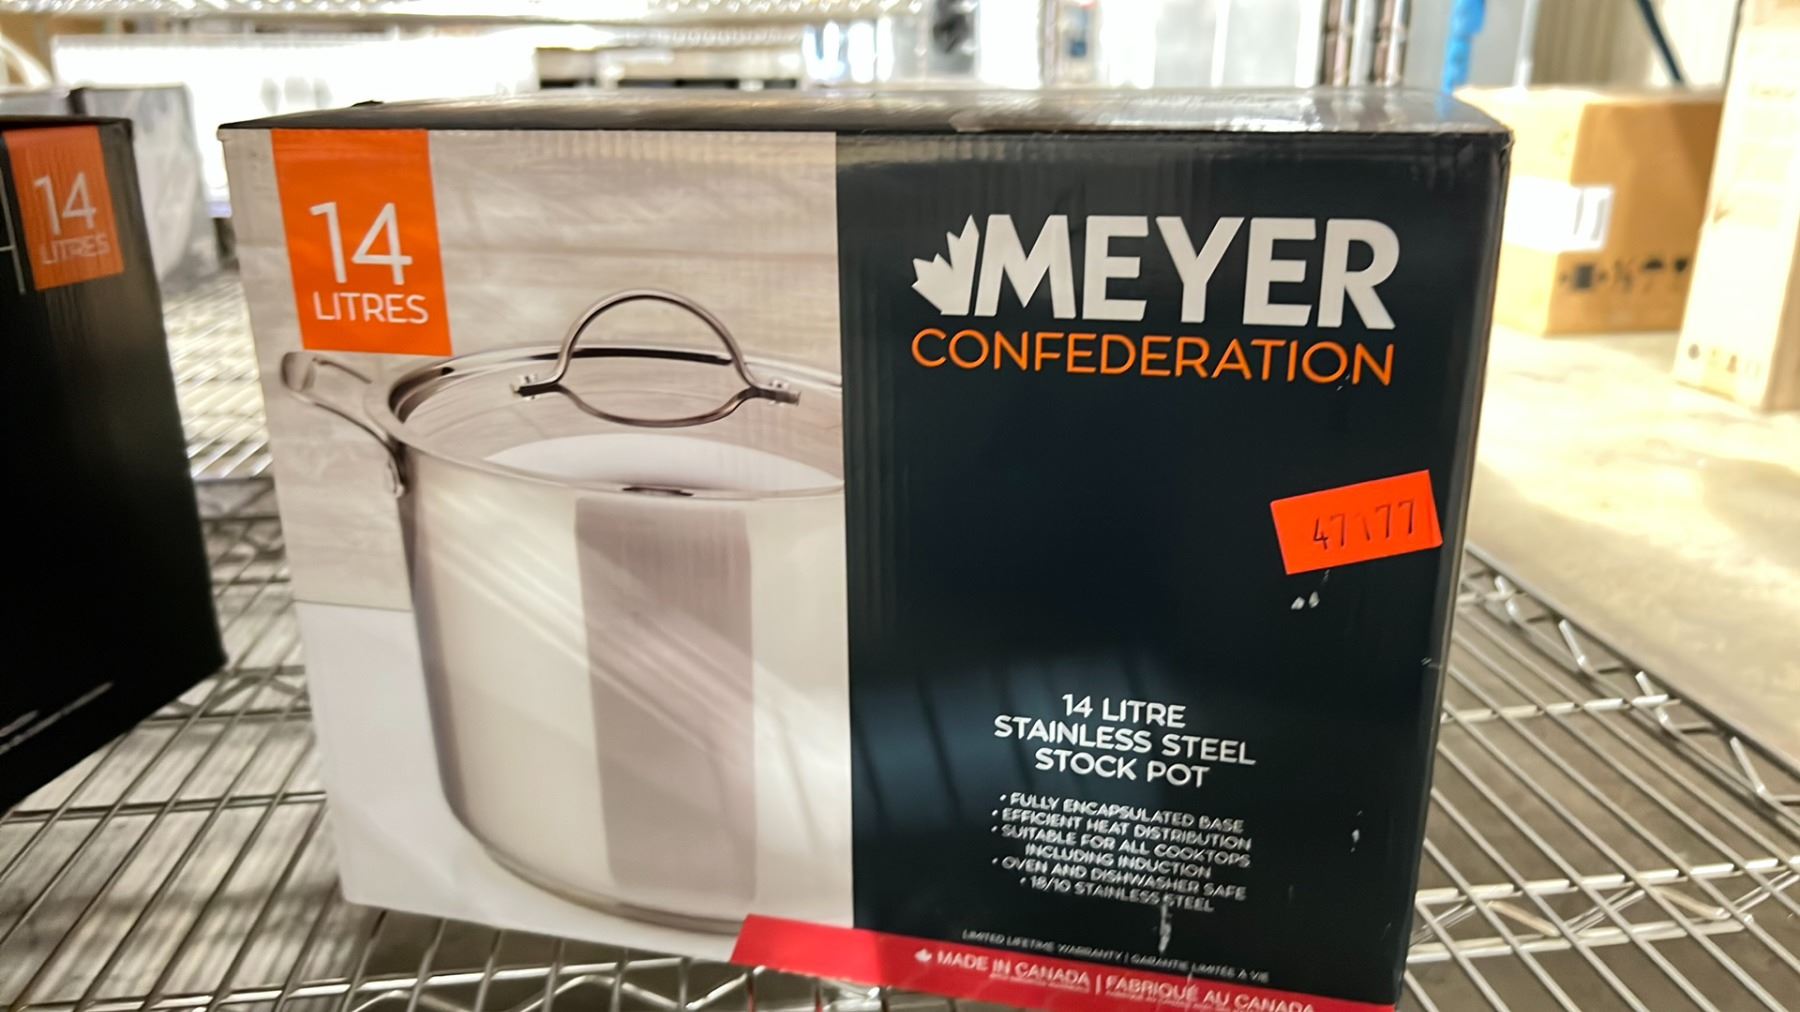 14
LITRES
14
LITRES
MEYER
CONFEDERATION
47177
14 LITRE
STAINLESS STEEL
STOCK POT
• FULLY ENCAPSULATED BASE
• EFFICIENT HEAT DISTRIBUTION
• SUITABLE FOR ALL COOKTOPS
INCLUDING INDUCTION
• OVEN AND DISHWASHER SAFE
• 18/10 STAINLESS STEEL
LIMITED LIFETIME WARRANTY | GARANTIE LIMITÉE À VIE
MADE IN CANADA | FABRIQUÉ AU CANADA